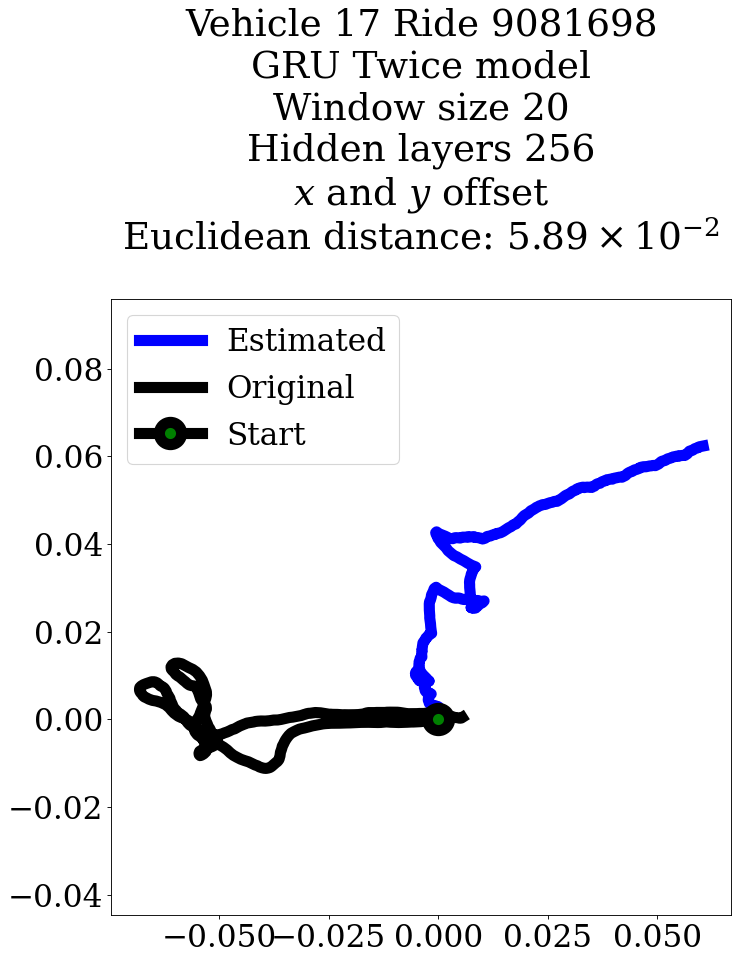 Vehicle 17 Ride 9081698
GRU Twice model
Window size 20
Hidden layers 256
x and y offset
Euclidean distance: 5.89 × 10⁻²
Estimated
Original
Start
0.08
0.06
0.04
0.02
0.00
−0.02
−0.04
−0.050 −0.025 0.000 0.025 0.050